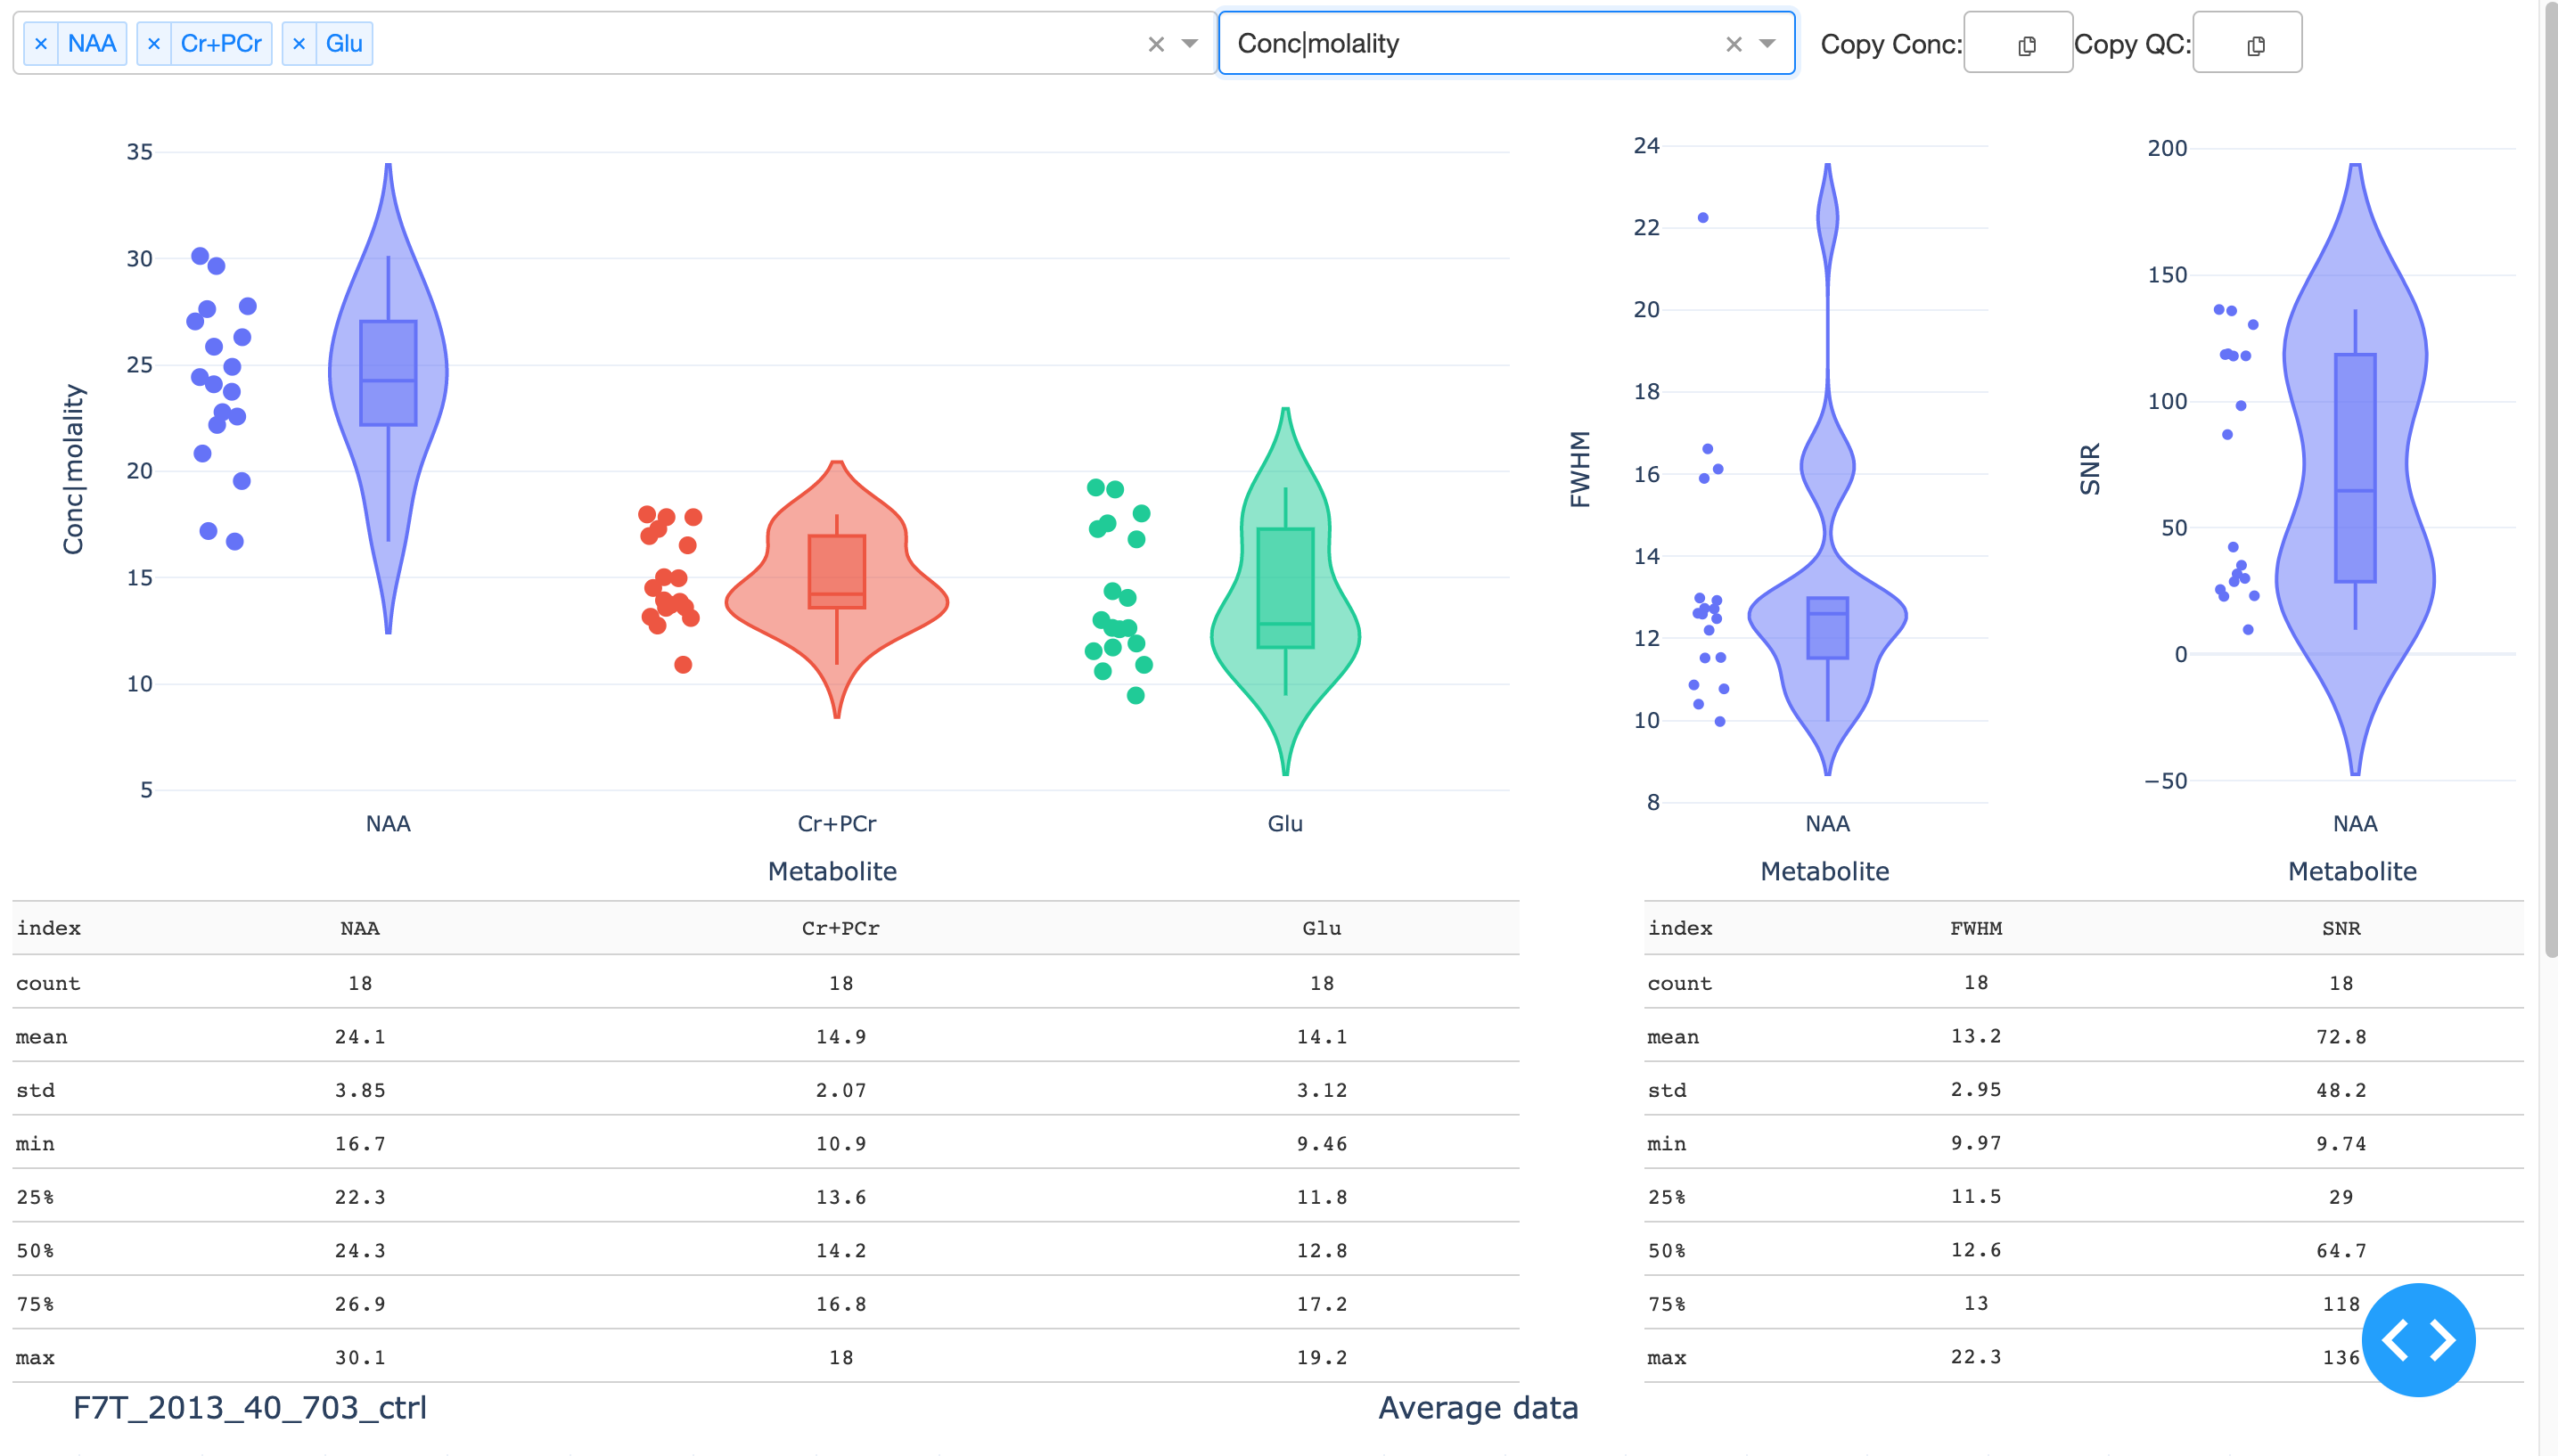 × NAA × Cr+PCr × Glu × Conc|molality × Copy Conc: Copy QC:
35
30
25
20
15
10
5
Conc|molality
NAA Cr+PCr Glu
Metabolite
24
22
20
18
16
14
12
10
8
FWHM
NAA
Metabolite
200
150
100
50
0
−50
SNR
NAA
Metabolite
index NAA Cr+PCr Glu
count 18 18 18
mean 24.1 14.9 14.1
std 3.85 2.07 3.12
min 16.7 10.9 9.46
25% 22.3 13.6 11.8
50% 24.3 14.2 12.8
75% 26.9 16.8 17.2
max 30.1 18 19.2
index FWHM SNR
count 18 18
mean 13.2 72.8
std 2.95 48.2
min 9.97 9.74
25% 11.5 29
50% 12.6 64.7
75% 13 118
max 22.3 136
F7T_2013_40_703_ctrl
Average data